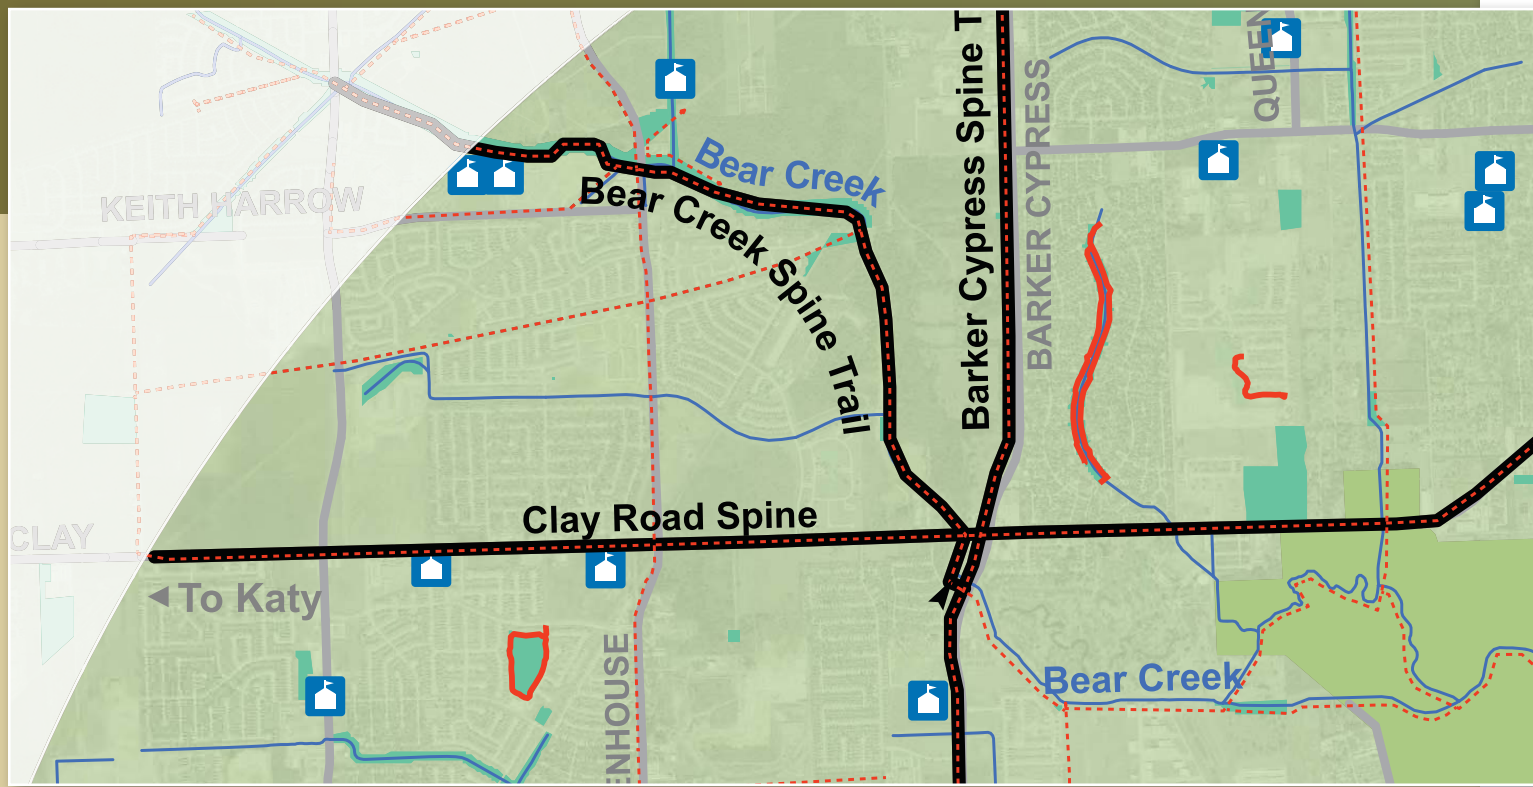 QUEEN
Barker Cypress Spine T
BARKER CYPRESS
Bear Creek
KEITH HARROW
Bear Creek Spine Trail
Clay Road Spine
CLAY
To Katy
ENHOUSE
Bear Creek